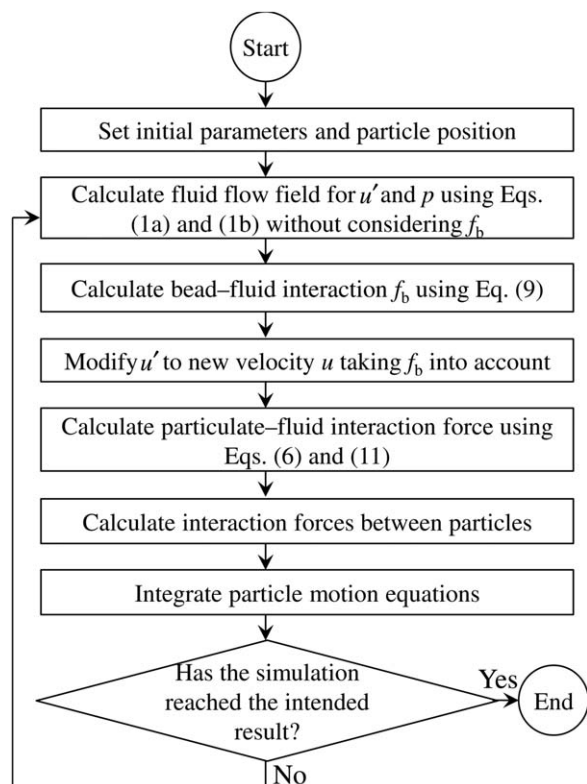 Start
Set initial parameters and particle position
Calculate fluid flow field for u′ and p using Eqs.
(1a) and (1b) without considering f_b
Calculate bead–fluid interaction f_b using Eq. (9)
Modify u′ to new velocity u taking f_b into account
Calculate particulate–fluid interaction force using
Eqs. (6) and (11)
Calculate interaction forces between particles
Integrate particle motion equations
Has the simulation
reached the intended
result?
Yes
End
No